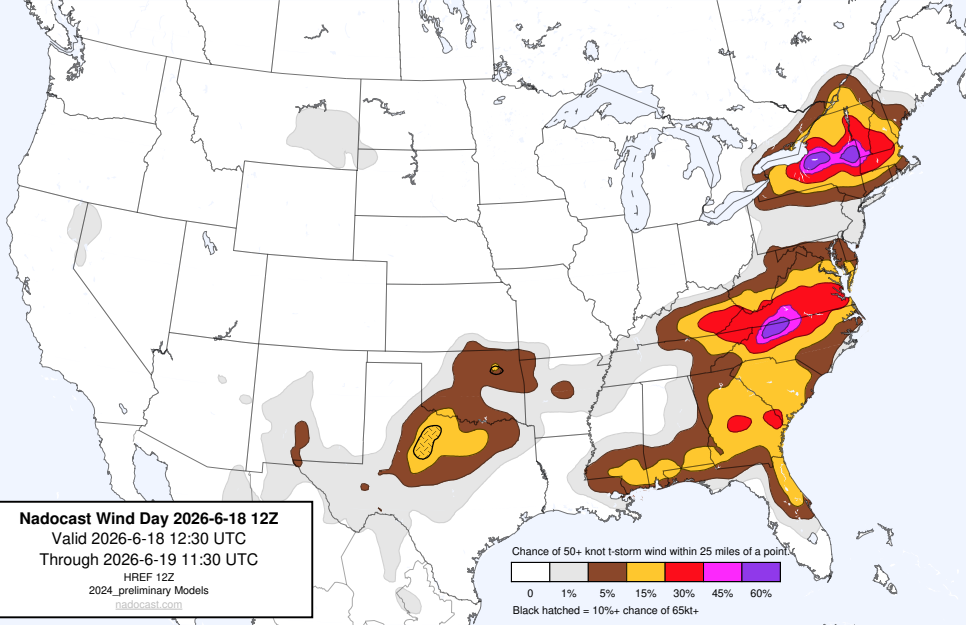 Nadocast Wind Day 2026-6-18 12Z
Valid 2026-6-18 12:30 UTC
Through 2026-6-19 11:30 UTC
HREF 12Z
2024_preliminary Models
nadocast.com
Chance of 50+ knot t-storm wind within 25 miles of a point.
0 1% 5% 15% 30% 45% 60%
Black hatched = 10%+ chance of 65kt+